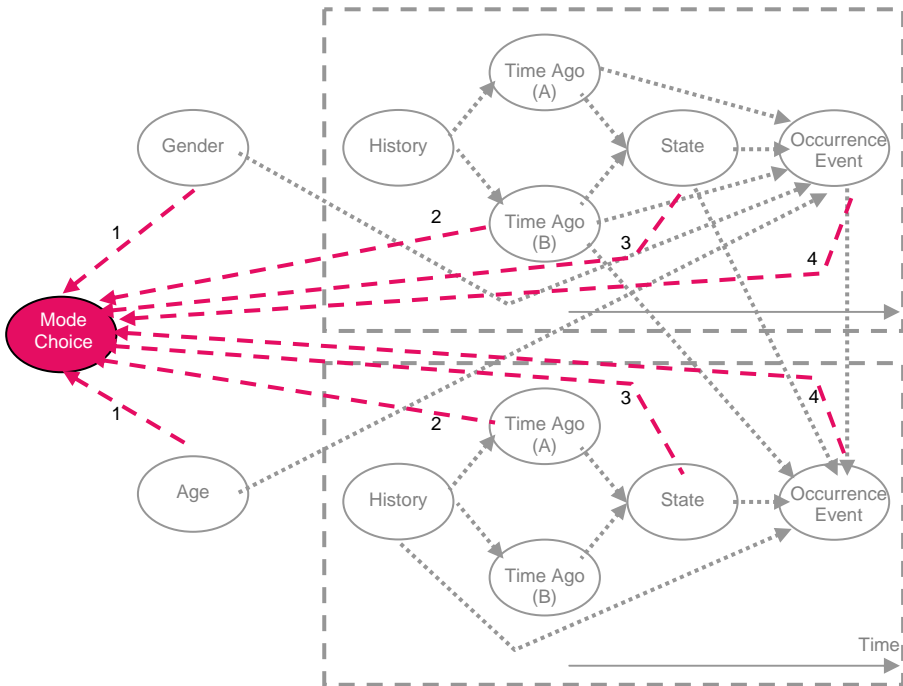 Time Ago
(A)
Gender
History
State
Occurrence
Event
1
2
Time Ago
(B)
3
4
Mode
Choice
1
2
3
4
Time Ago
(A)
Age
History
State
Occurrence
Event
Time Ago
(B)
Time